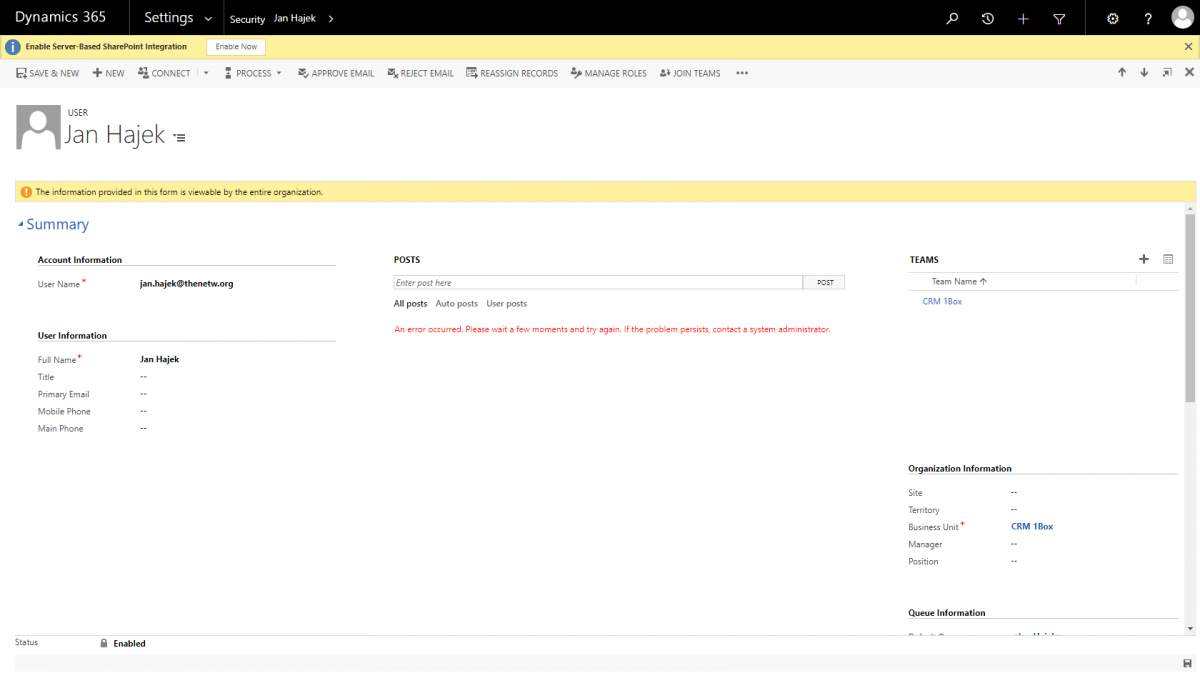 Dynamics 365 Settings Security Jan Hajek
Enable Server-Based SharePoint Integration Enable Now
SAVE & NEW NEW CONNECT PROCESS APPROVE EMAIL REJECT EMAIL REASSIGN RECORDS MANAGE ROLES JOIN TEAMS
USER
Jan Hajek
The information provided in this form is viewable by the entire organization.
Summary
Account Information
User Name* jan.hajek@thenetw.org
User Information
Full Name* Jan Hajek
Title --
Primary Email --
Mobile Phone --
Main Phone --
POSTS
Enter post here POST
All posts Auto posts User posts
An error occurred. Please wait a few moments and try again. If the problem persists, contact a system administrator.
TEAMS
Team Name
CRM 1Box
Organization Information
Site --
Territory --
Business Unit* CRM 1Box
Manager --
Position --
Queue Information
Status Enabled